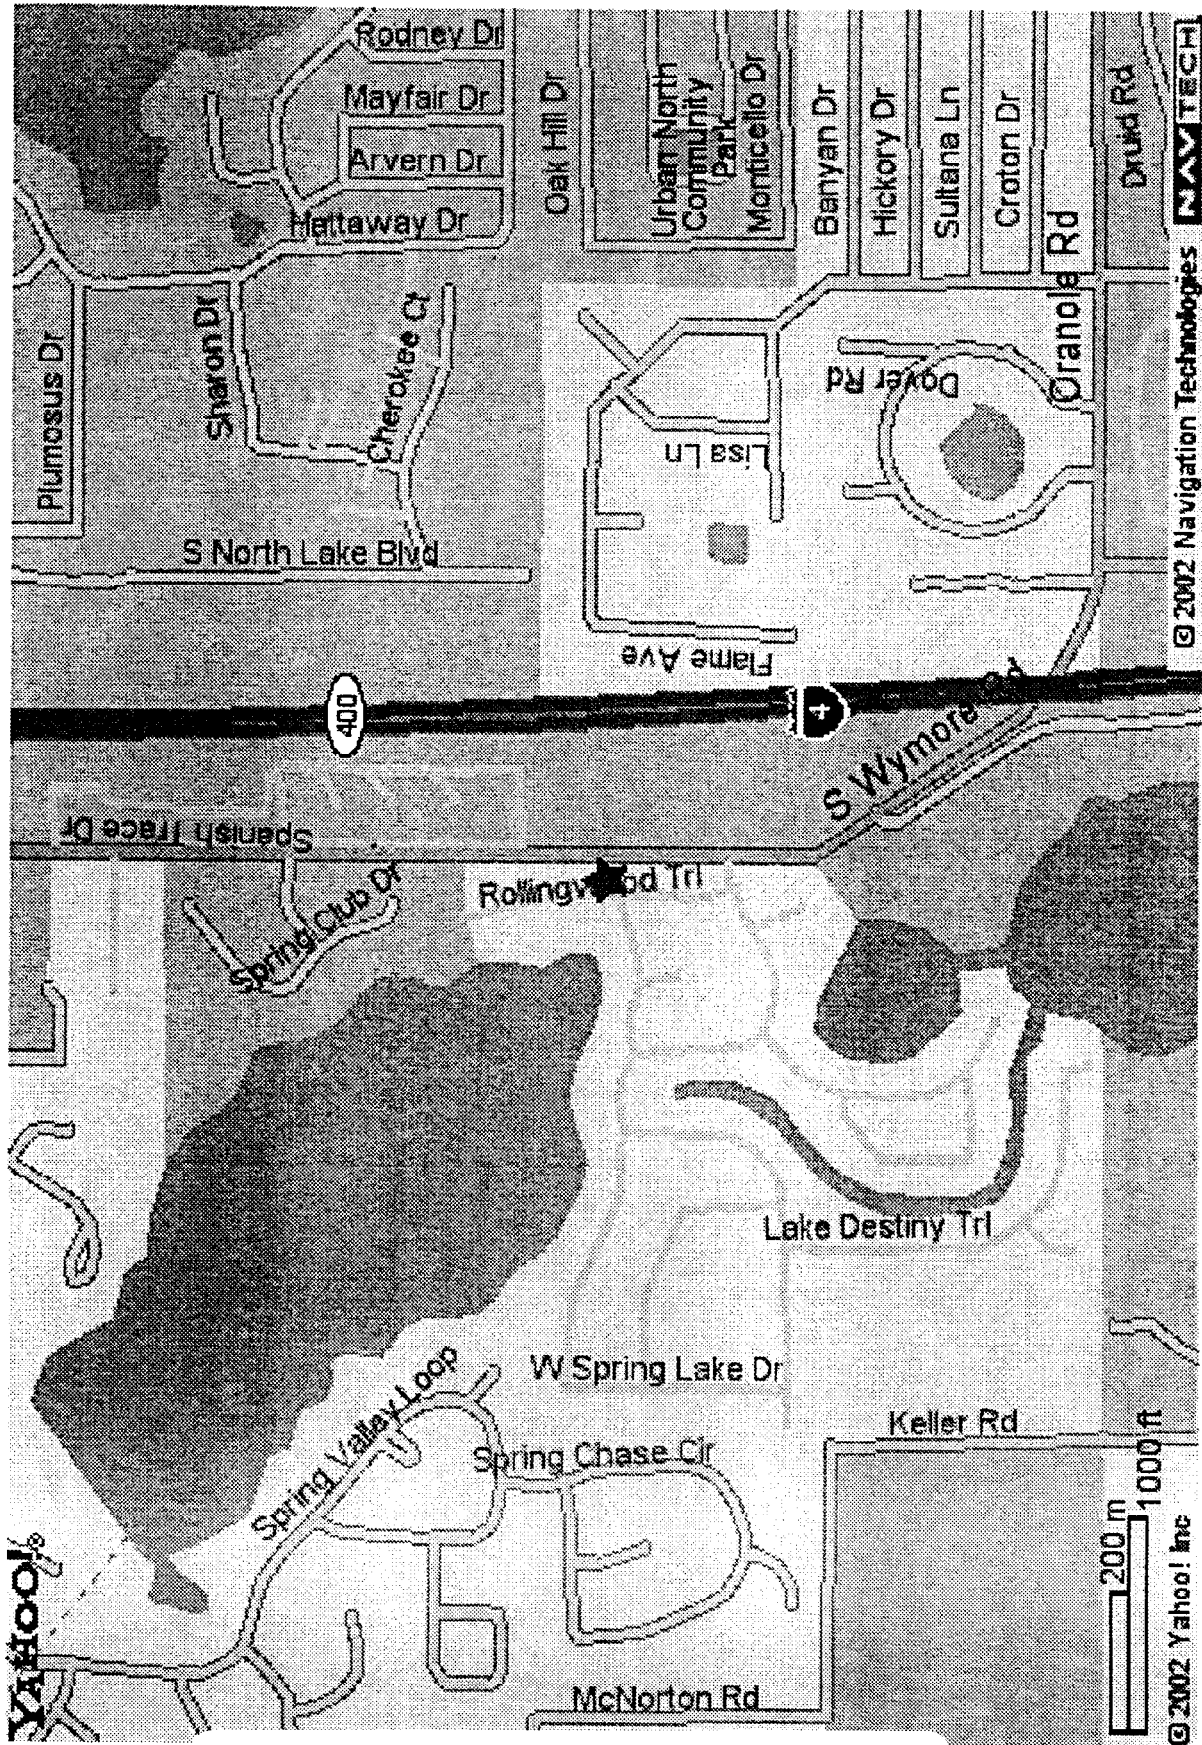 YAHOO!®
Rodney Dr
Mayfair Dr
Arvern Dr
Hattaway Dr
Oak Hill Dr
Urban North
Community
Park
Monticello Dr
Banyan Dr
Hickory Dr
Sultana Ln
Croton Dr
Oranole Rd
Druid Rd
Plumosus Dr
Sharon Dr
Cherokee Ct
Lisa Ln
Dover Rd
S North Lake Blvd
Flame Ave
400
4
S Wymore Rd
Spanish Trace Dr
Spring Club Dr
Rollingwood Trl
Lake Destiny Trl
W Spring Lake Dr
Spring Valley Loop
Spring Chase Cir
Keller Rd
McNorton Rd
200 m
1000 ft
© 2002 Yahoo! Inc
© 2002 Navigation Technologies
NAVTECH